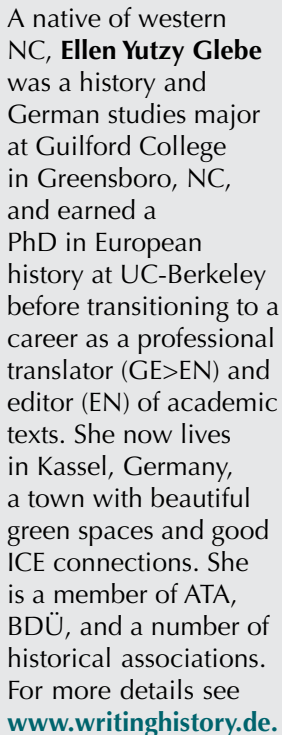 A native of western
NC, Ellen Yutzy Glebe
was a history and
German studies major
at Guilford College
in Greensboro, NC,
and earned a
PhD in European
history at UC-Berkeley
before transitioning to a
career as a professional
translator (GE>EN) and
editor (EN) of academic
texts. She now lives
in Kassel, Germany,
a town with beautiful
green spaces and good
ICE connections. She
is a member of ATA,
BDÜ, and a number of
historical associations.
For more details see
www.writinghistory.de.